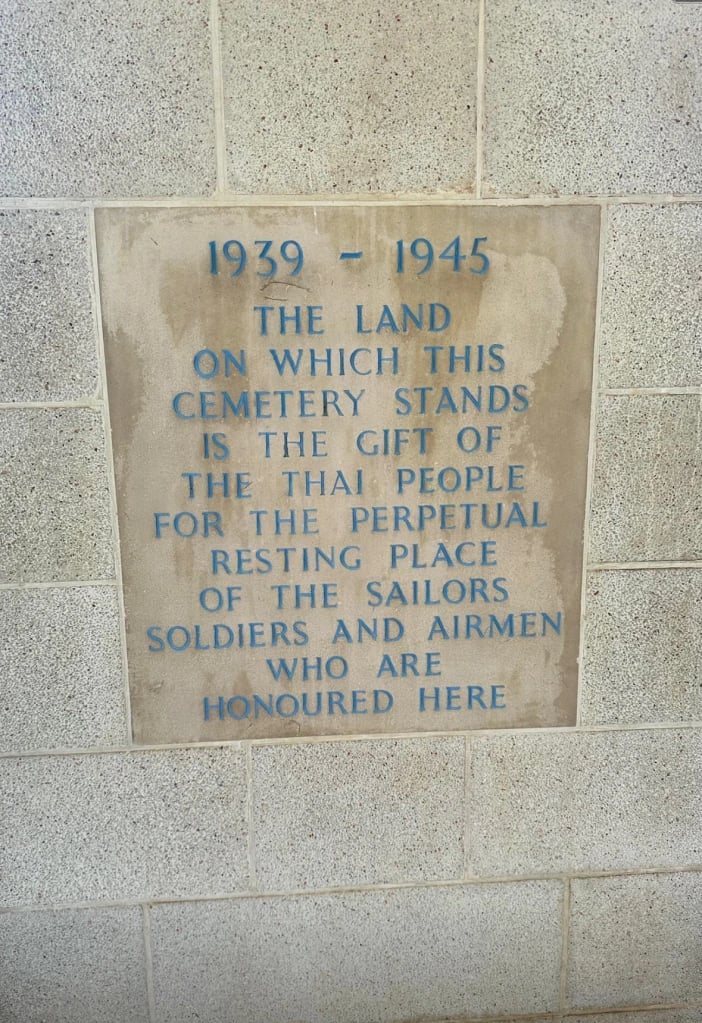 1939 - 1945
THE LAND
ON WHICH THIS
CEMETERY STANDS
IS THE GIFT OF
THE THAI PEOPLE
FOR THE PERPETUAL
RESTING PLACE
OF THE SAILORS
SOLDIERS AND AIRMEN
WHO ARE
HONOURED HERE